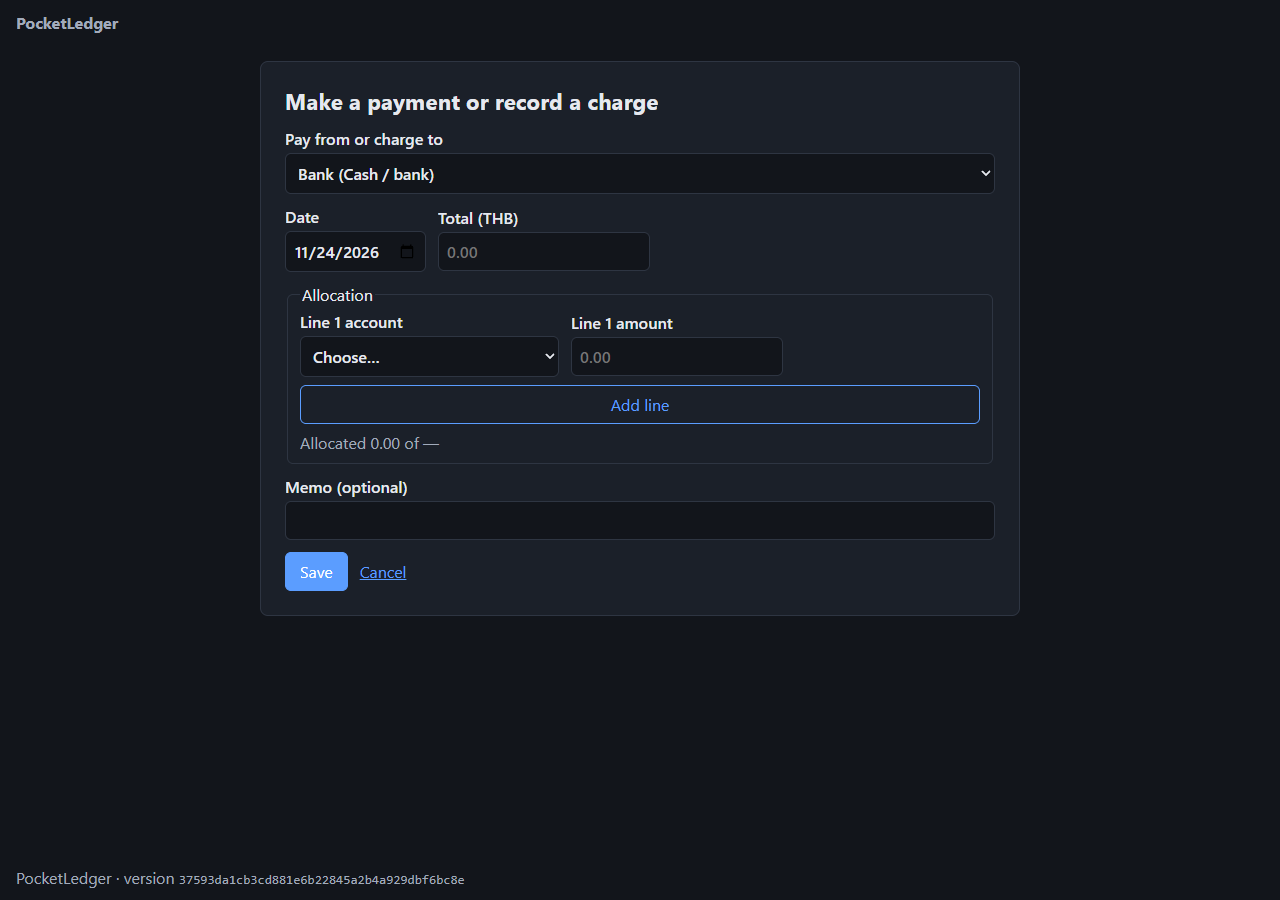 PocketLedger
Make a payment or record a charge
Pay from or charge to
Bank (Cash / bank)
Date
Total (THB)
11/24/2026
0.00
Allocation
Line 1 account
Line 1 amount
Choose...
0.00
Add line
Allocated 0.00 of —
Memo (optional)
Save
Cancel
PocketLedger · version 37593da1cb3cd881e6b22845a2b4a929dbf6bc8e